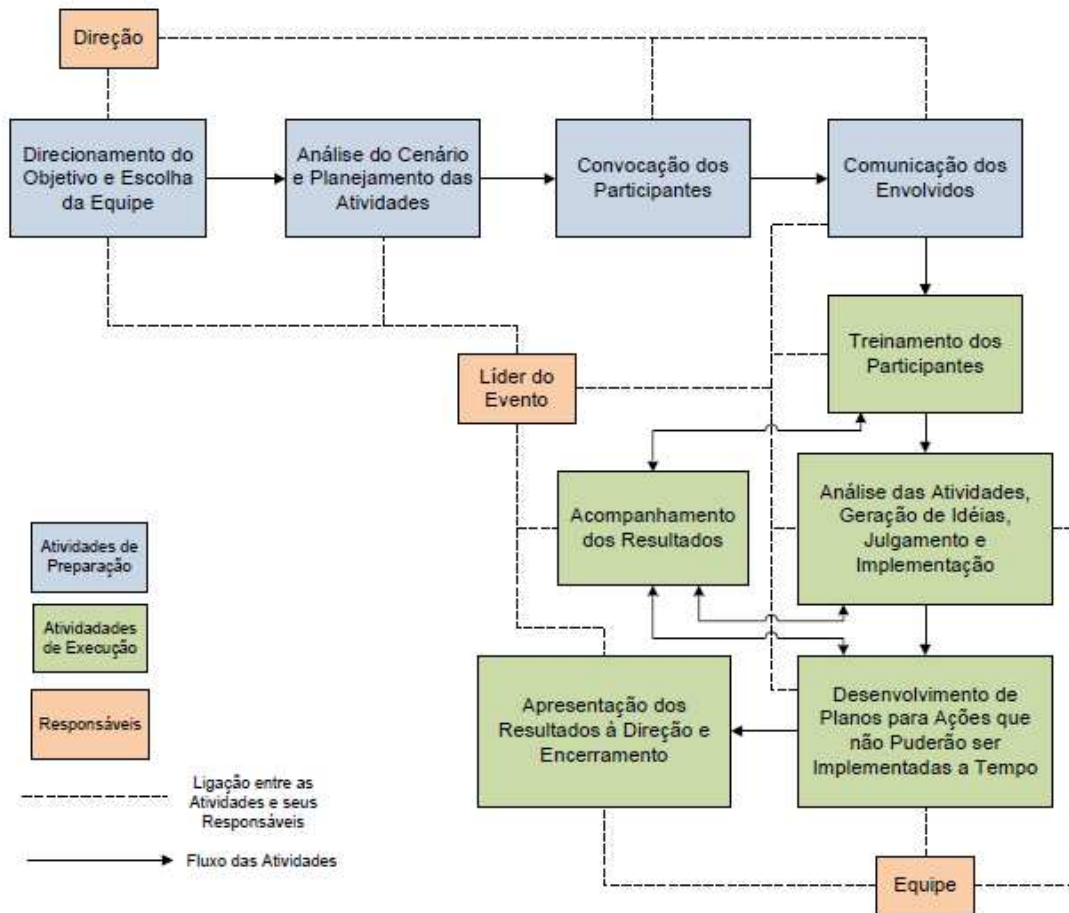 Direção
Direcionamento do
Objetivo e Escolha
da Equipe
Análise do Cenário
e Planejamento das
Atividades
Convocação dos
Participantes
Comunicação dos
Envolvidos
Treinamento dos
Participantes
Líder do
Evento
Acompanhamento
dos Resultados
Análise das Atividades,
Geração de Idéias,
Julgamento e
Implementação
Apresentação dos
Resultados à Direção e
Encerramento
Desenvolvimento de
Planos para Ações que
não Puderão ser
Implementadas a Tempo
Equipe
Atividades de
Preparação
Atividadades
de Execução
Responsáveis
Ligação entre as
Atividades e seus
Responsáveis
Fluxo das Atividades